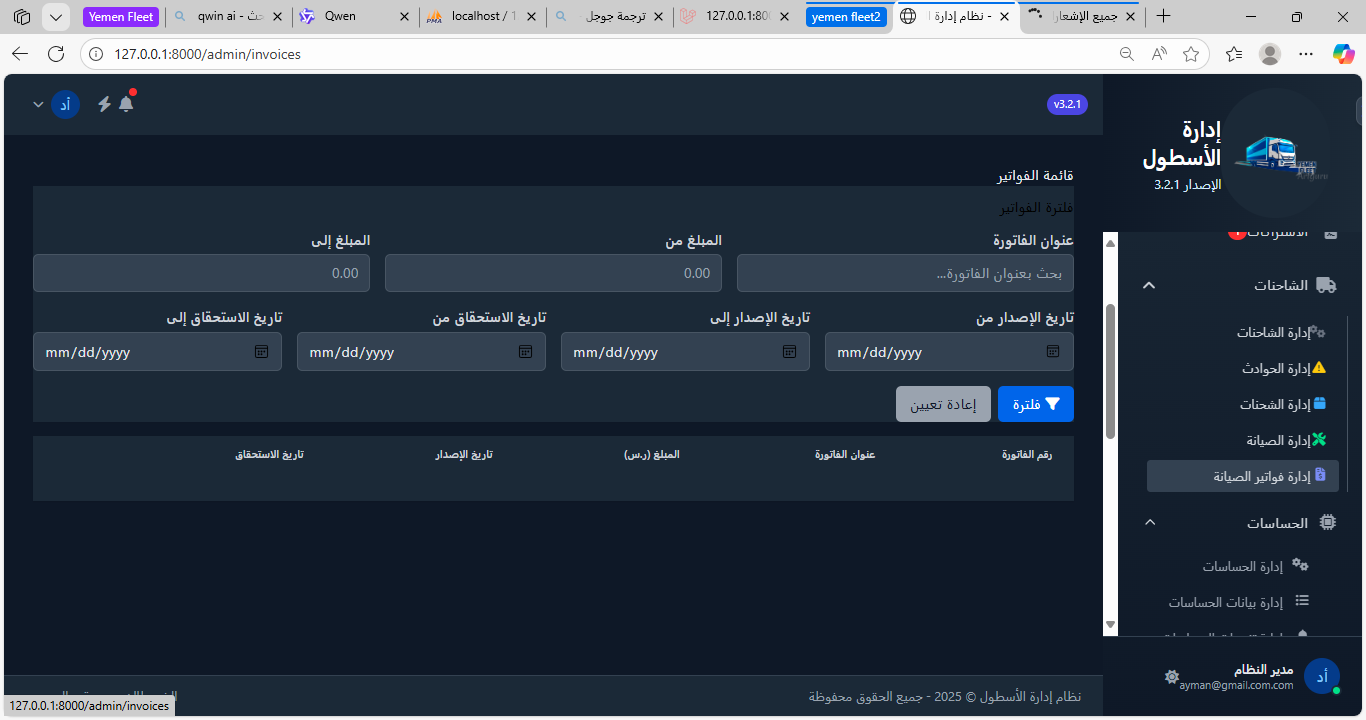 Yemen Fleet
qwin ai - بحث
Qwen
localhost / 1
ترجمة جوجل -
127.0.0.1:800
yemen fleet2
- نظام إدارة ا
جميع الإشعارا
127.0.0.1:8000/admin/invoices
إدارة الأسطول
الإصدار 3.2.1
v3.2.1
أد
الاشتراكات
الشاحنات
إدارة الشاحنات
إدارة الحوادث
إدارة الشحنات
إدارة الصيانة
إدارة فواتير الصيانة
الحساسات
إدارة الحساسات
إدارة بيانات الحساسات
مدير النظام
ayman@gmail.com.com
أد
قائمة الفواتير
فلترة الفواتير
عنوان الفاتورة
المبلغ من
المبلغ إلى
بحث بعنوان الفاتورة...
0.00
0.00
تاريخ الإصدار من
تاريخ الإصدار إلى
تاريخ الاستحقاق من
تاريخ الاستحقاق إلى
mm/dd/yyyy
mm/dd/yyyy
mm/dd/yyyy
mm/dd/yyyy
فلترة
إعادة تعيين
رقم الفاتورة
عنوان الفاتورة
المبلغ (ر.س)
تاريخ الإصدار
تاريخ الاستحقاق
نظام إدارة الأسطول © 2025 - جميع الحقوق محفوظة
127.0.0.1:8000/admin/invoices